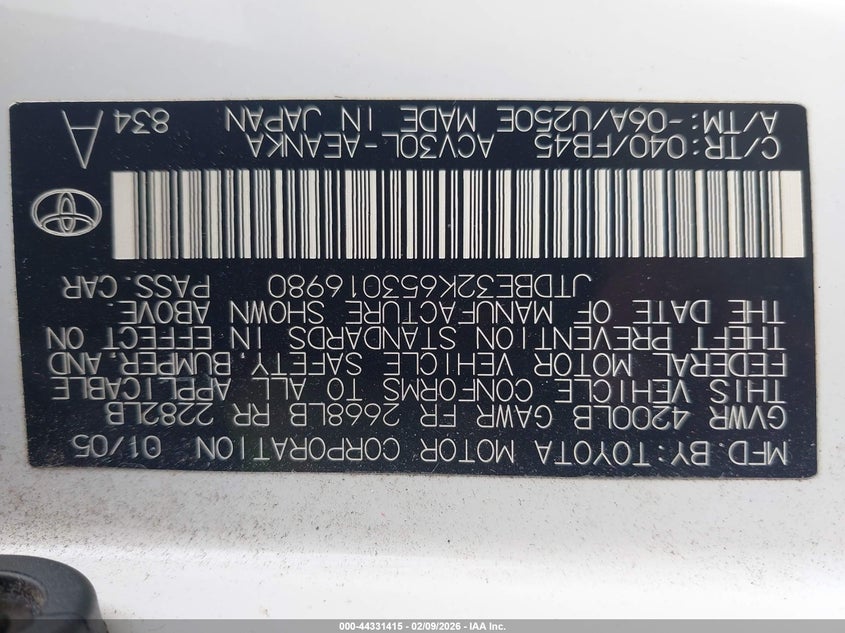 MFD. BY: TOYOTA MOTOR CORPORATION 01/05
GVWR 4200LB GAWR FR 2668LB RR 2282LB
THIS VEHICLE CONFORMS TO ALL APPLICABLE
FEDERAL MOTOR VEHICLE SAFETY, BUMPER, AND
THEFT PREVENTION STANDARDS IN EFFECT ON
THE DATE OF MANUFACTURE SHOWN ABOVE.
JTDBE32K653016980 PASS. CAR
C/TR: 040/FB45 ACV30L-AEANKA 834
A/TM: -06A/U250E MADE IN JAPAN A
000-44331415 - 02/09/2026 - IAA Inc.